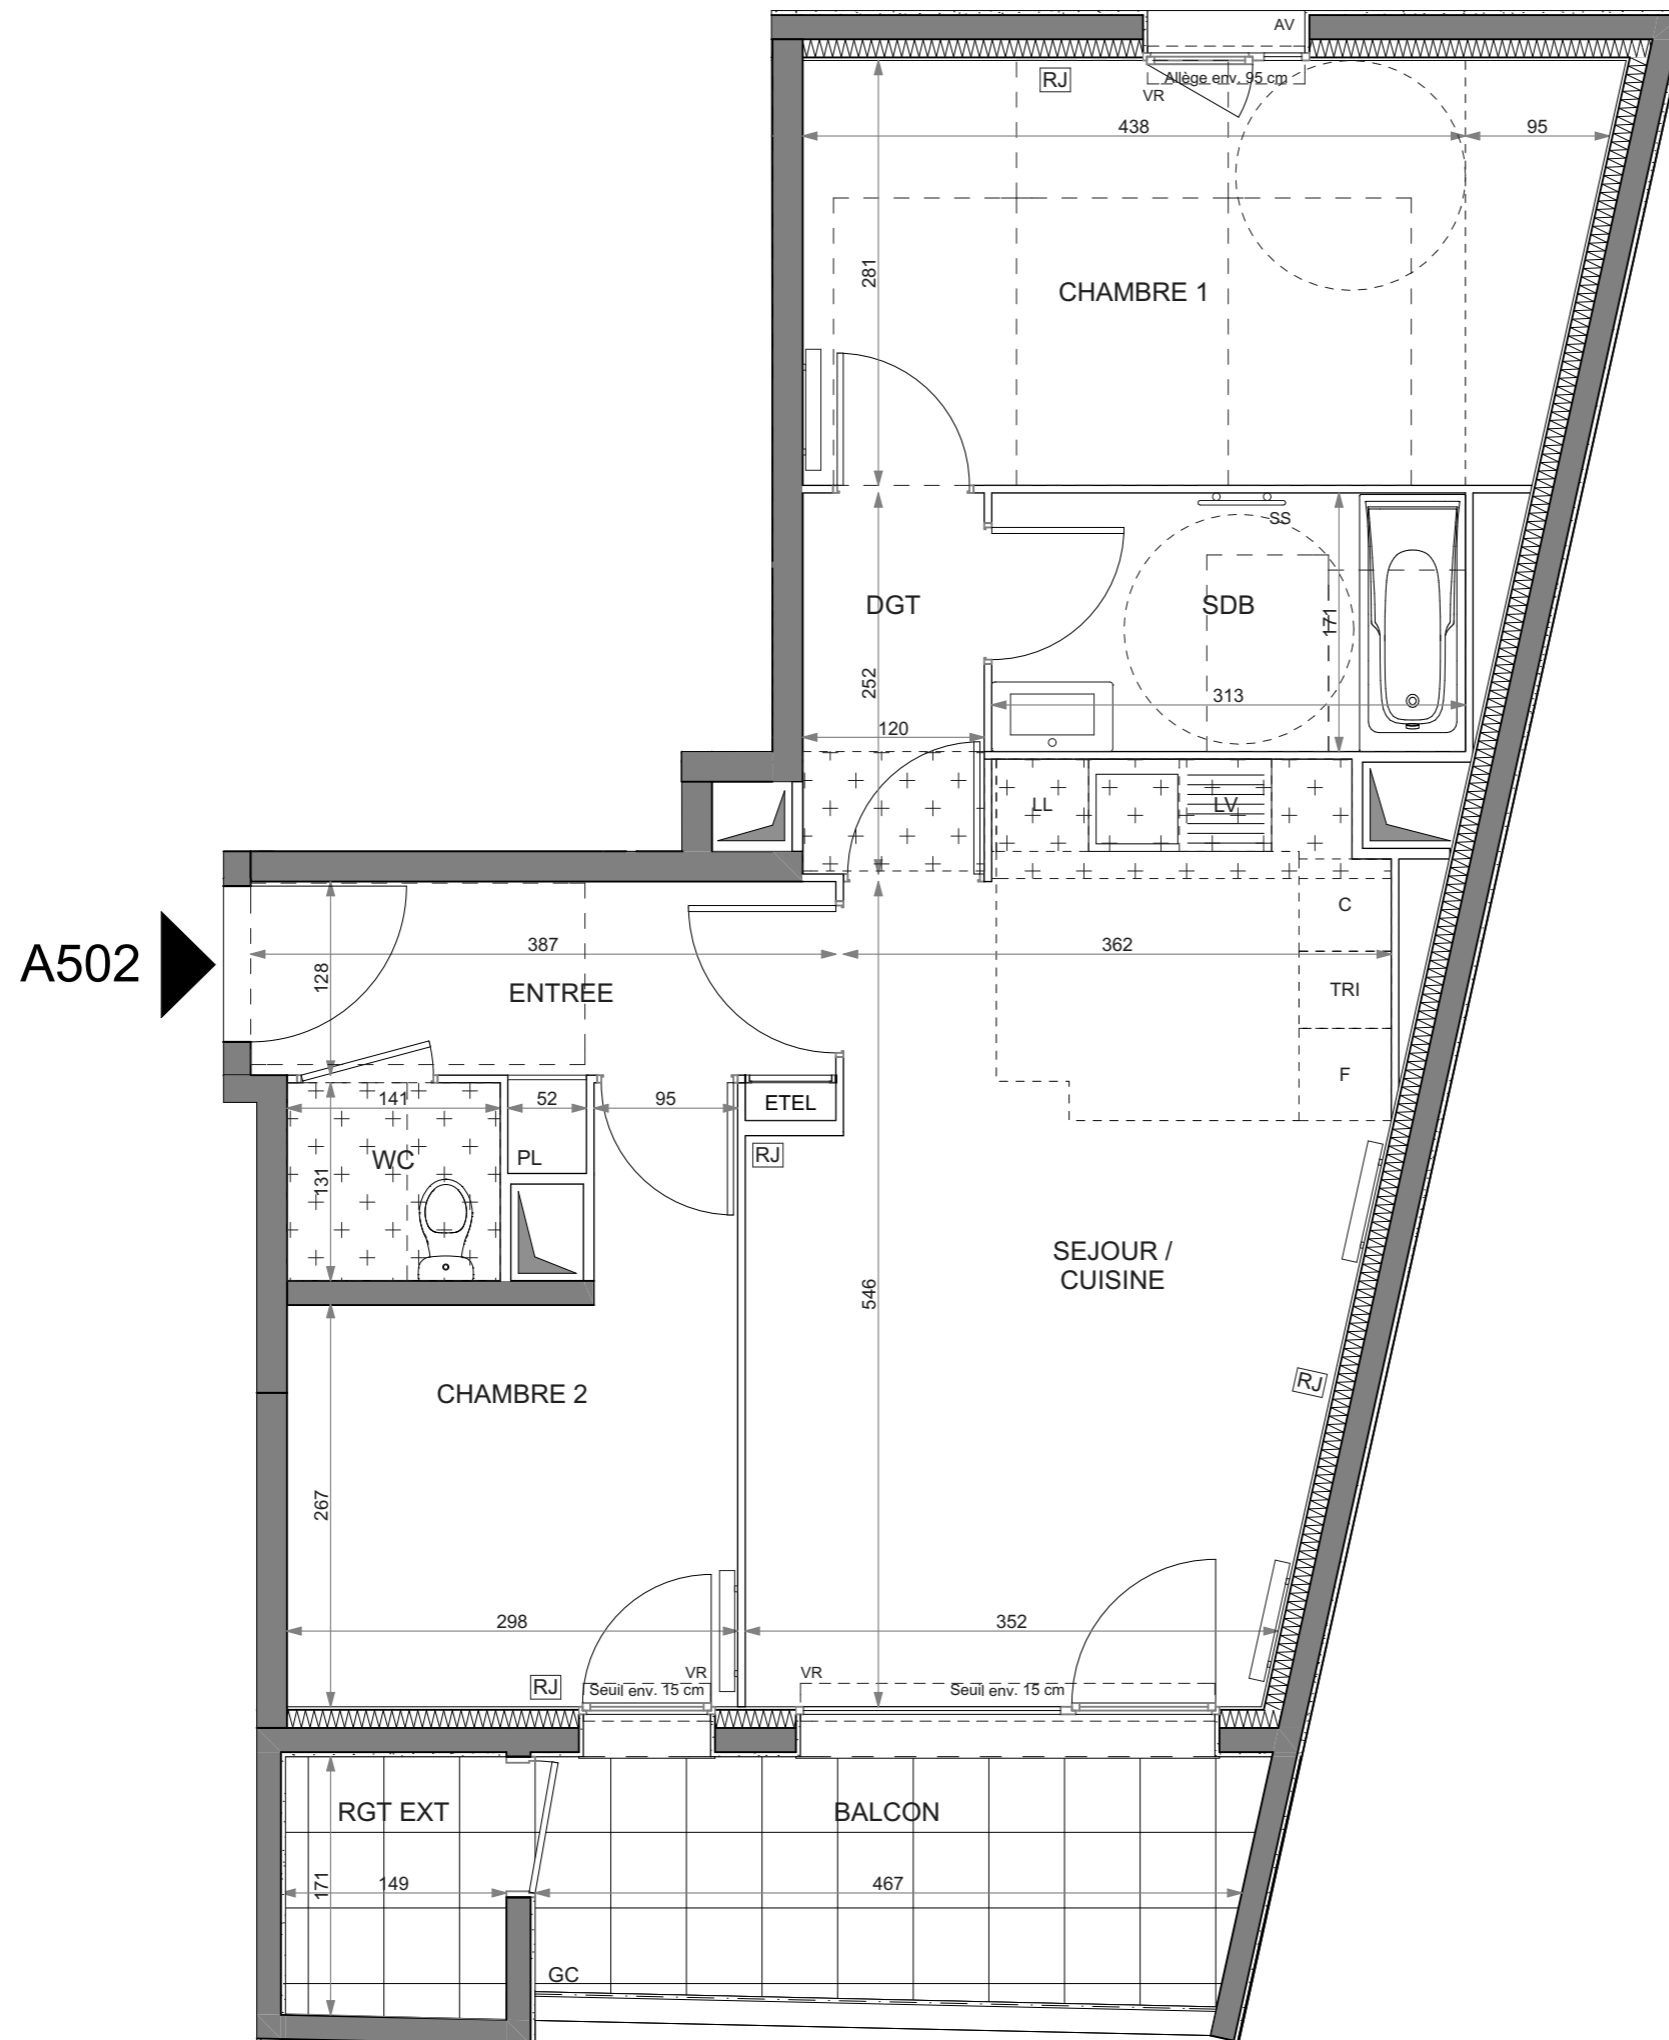 AV
RJ
Allège env. 95 cm
VR
438
95
281
CHAMBRE 1
SS
DGT
SDB
171
252
313
120
LL
LV
C
A502
387
362
128
ENTREE
TRI
F
141
52
95
ETEL
WC
PL
RJ
131
SEJOUR /
CUISINE
546
RJ
CHAMBRE 2
267
298
352
VR
VR
RJ
Seuil env. 15 cm
Seuil env. 15 cm
RGT EXT
BALCON
171
149
467
GC